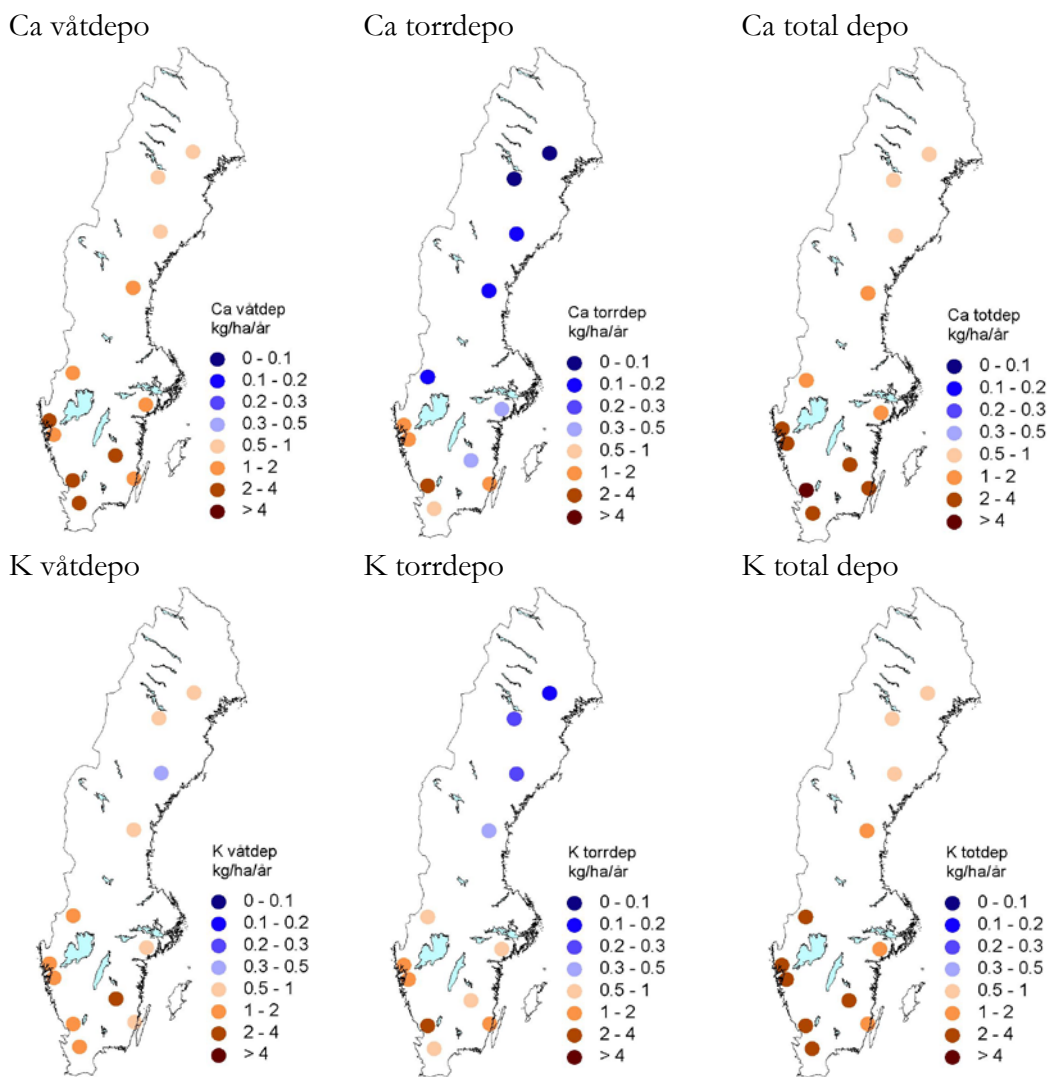 Ca våtdepo
Ca torrdepo
Ca total depo
Ca våtdep
kg/ha/år
0 - 0.1
0.1 - 0.2
0.2 - 0.3
0.3 - 0.5
0.5 - 1
1 - 2
2 - 4
> 4
Ca torrdep
kg/ha/år
0 - 0.1
0.1 - 0.2
0.2 - 0.3
0.3 - 0.5
0.5 - 1
1 - 2
2 - 4
> 4
Ca totdep
kg/ha/år
0 - 0.1
0.1 - 0.2
0.2 - 0.3
0.3 - 0.5
0.5 - 1
1 - 2
2 - 4
> 4
K våtdepo
K torrdepo
K total depo
K våtdep
kg/ha/år
0 - 0.1
0.1 - 0.2
0.2 - 0.3
0.3 - 0.5
0.5 - 1
1 - 2
2 - 4
> 4
K torrdep
kg/ha/år
0 - 0.1
0.1 - 0.2
0.2 - 0.3
0.3 - 0.5
0.5 - 1
1 - 2
2 - 4
> 4
K totdep
kg/ha/år
0 - 0.1
0.1 - 0.2
0.2 - 0.3
0.3 - 0.5
0.5 - 1
1 - 2
2 - 4
> 4